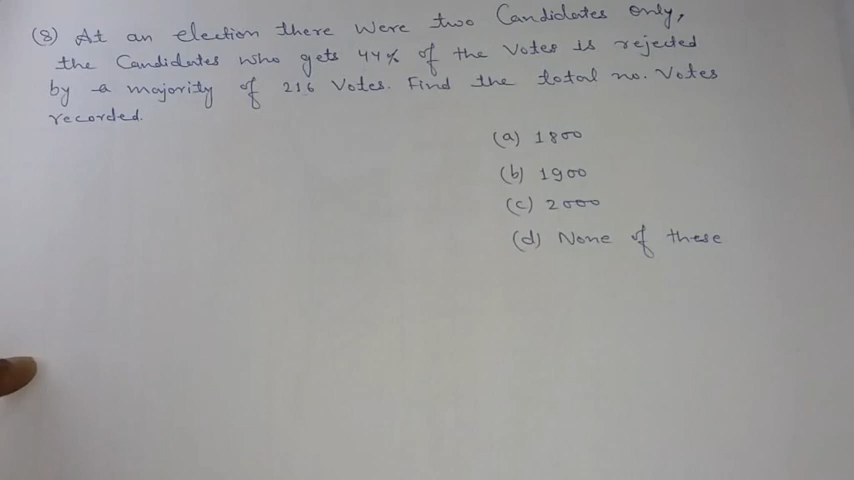 (8) At an election there were two Candidates only,
the Candidates who gets 44% of the Votes is rejected
by a majority of 216 Votes. Find the total no. Votes
recorded.
(a) 1800
(b) 1900
(c) 2000
(d) None of these